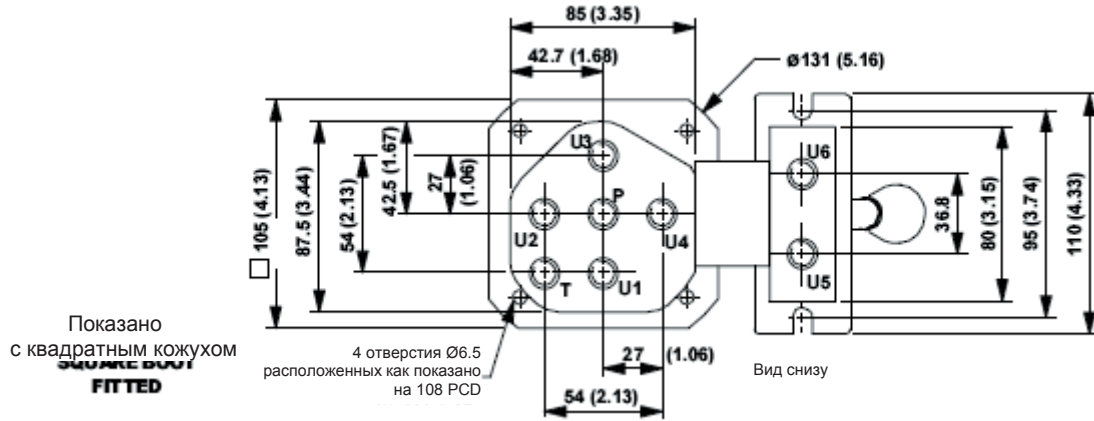 85 (3.35)
42.7 (1.68)
ø131 (5.16)
U3
U6
P
U2
U4
T
U1
U5
105 (4.13)
87.5 (3.44)
54 (2.13)
42.5 (1.67)
27
(1.06)
36.8
80 (3.15)
95 (3.74)
110 (4.33)
Показано
с квадратным кожухом
SQUARE BOOT
FITTED
4 отверстия Ø6.5
расположенных как показано
на 108 PCD
27 (1.06)
54 (2.13)
Вид снизу